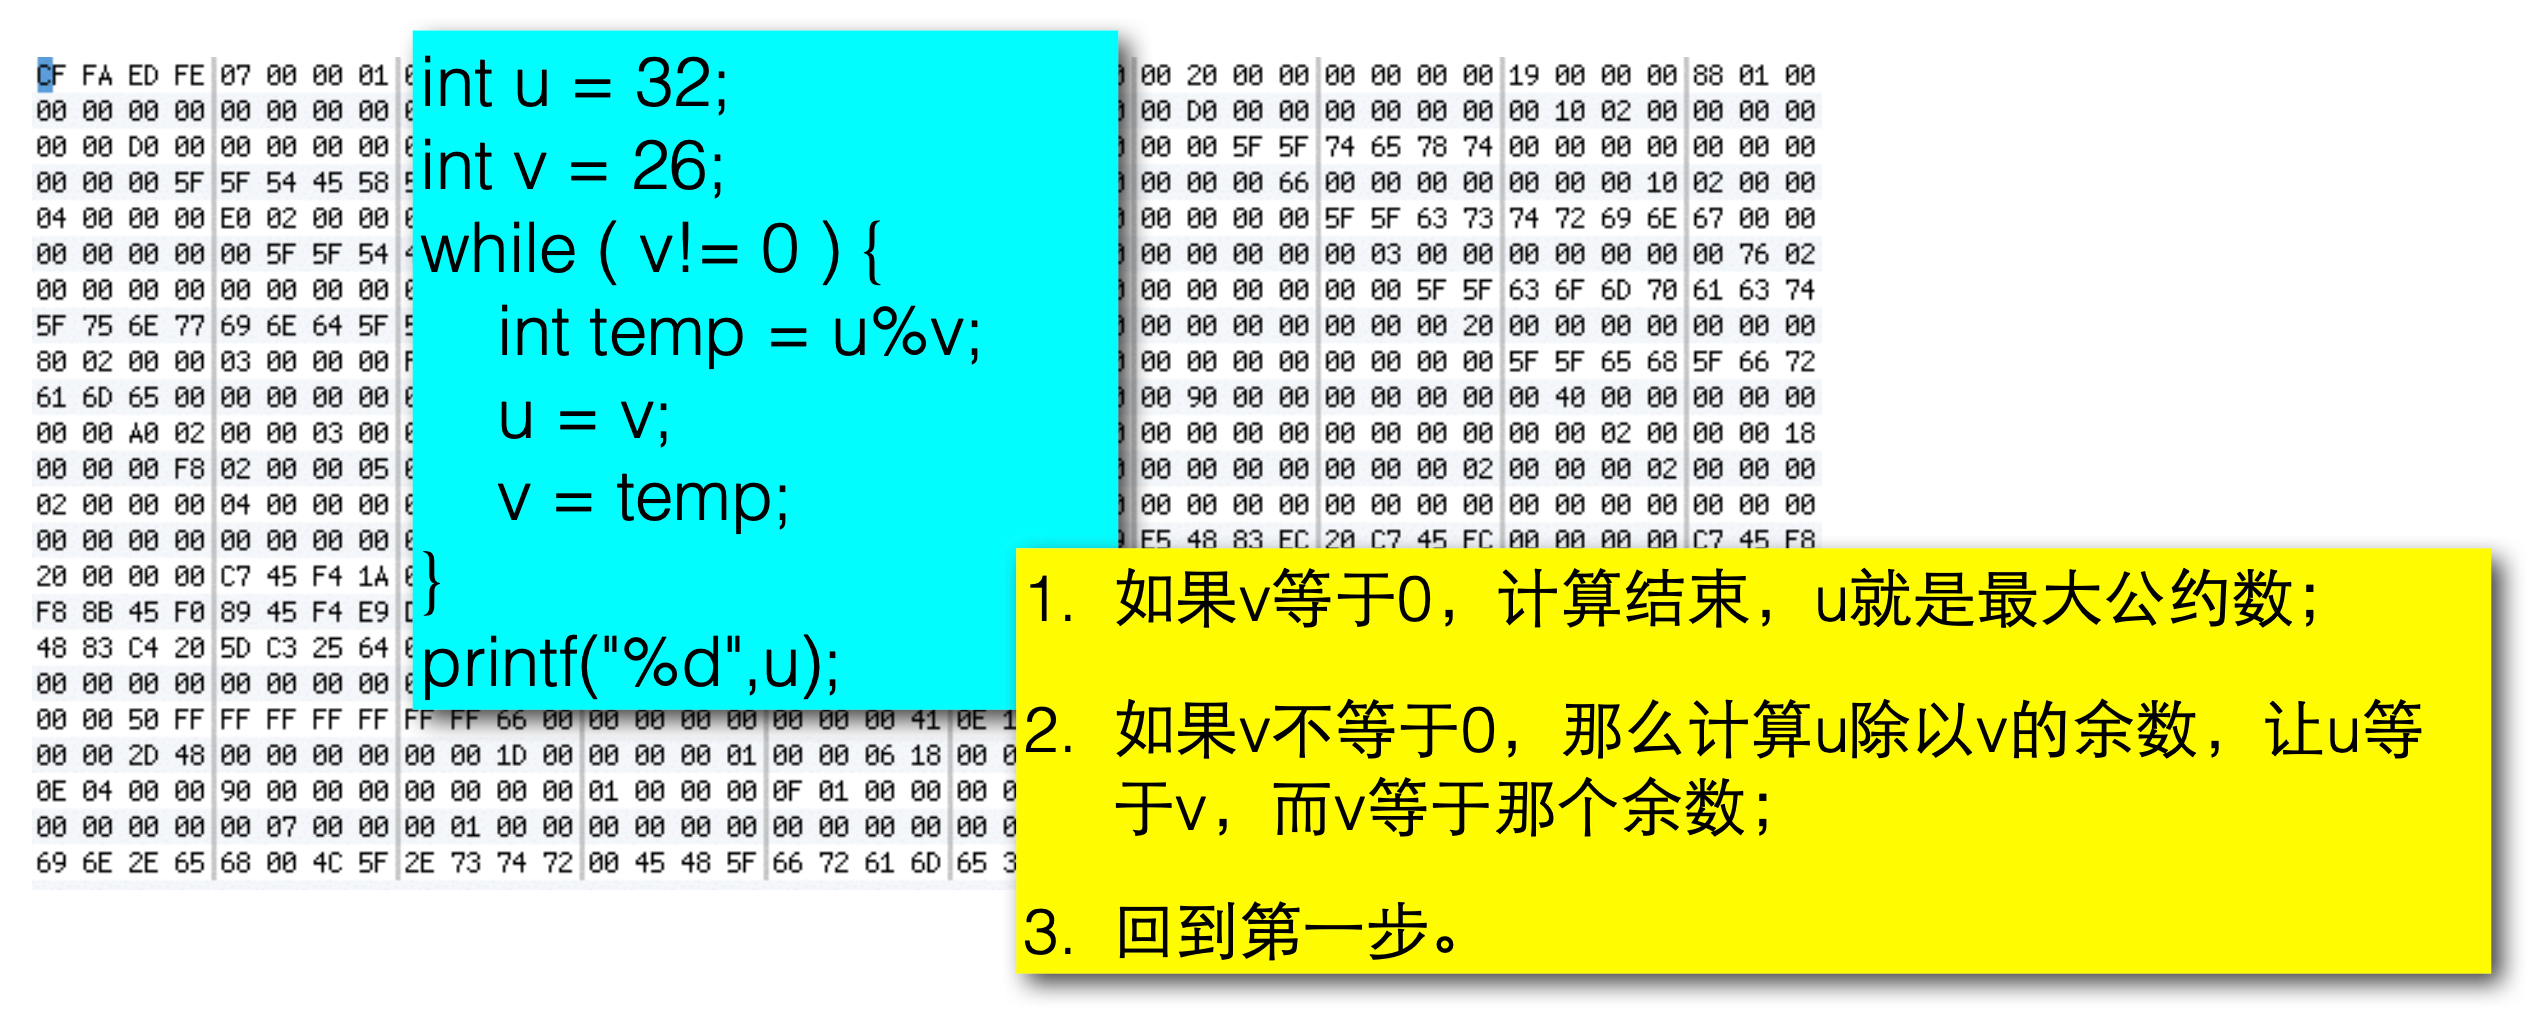 CF FA ED FE 07 00 00 01
00 00 00 00 00 00 00 00
00 00 D0 00 00 00 00 00
00 00 00 5F 5F 54 45 58
04 00 00 00 E0 02 00 00
00 00 00 00 00 5F 5F 54
00 00 00 00 00 00 00 00
5F 75 6E 77 69 6E 64 5F
80 02 00 00 03 00 00 00
61 6D 65 00 00 00 00 00
00 00 A0 02 00 00 03 00
00 00 00 F8 02 00 00 05
02 00 00 00 04 00 00 00
00 00 00 00 00 00 00 00
20 00 00 00 C7 45 F4 1A
F8 8B 45 F0 89 45 F4 E9
48 83 C4 20 5D C3 25 64
00 00 00 00 00 00 00 00
00 00 50 FF FF FF FF FF FF FF 66 00 00 00 00 00 00 00 00 41 0E
00 00 2D 48 00 00 00 00 00 00 1D 00 00 00 00 01 00 00 06 18 00
0E 04 00 00 90 00 00 00 00 00 00 00 01 00 00 00 0F 01 00 00 00
00 00 00 00 00 07 00 00 00 01 00 00 00 00 00 00 00 00 00 00 00
69 6E 2E 65 68 00 4C 5F 2E 73 74 72 00 45 48 5F 66 72 61 6D 65
int u = 32;
int v = 26;
while ( v!= 0 ) {
int temp = u%v;
u = v;
v = temp;
}
printf("%d",u);
00 20 00 00 00 00 00 00 19 00 00 00 88 01 00
00 D0 00 00 00 00 00 00 00 10 02 00 00 00 00
00 00 5F 5F 74 65 78 74 00 00 00 00 00 00 00
00 00 00 66 00 00 00 00 00 00 00 10 02 00 00
00 00 00 00 5F 5F 63 73 74 72 69 6E 67 00 00
00 00 00 00 00 03 00 00 00 00 00 00 00 76 02
00 00 00 00 00 00 5F 5F 63 6F 6D 70 61 63 74
00 00 00 00 00 00 00 20 00 00 00 00 00 00 00
00 00 00 00 00 00 00 00 5F 5F 65 68 5F 66 72
00 90 00 00 00 00 00 00 00 40 00 00 00 00 00
00 00 00 00 00 00 00 00 00 00 02 00 00 00 18
00 00 00 00 00 00 00 02 00 00 00 02 00 00 00
00 00 00 00 00 00 00 00 00 00 00 00 00 00 00
E5 48 83 EC 20 C7 45 FC 00 00 00 00 C7 45 F8
1. 如果v等于0，计算结束，u就是最大公约数；
2. 如果v不等于0，那么计算u除以v的余数，让u等
于v，而v等于那个余数；
3. 回到第一步。